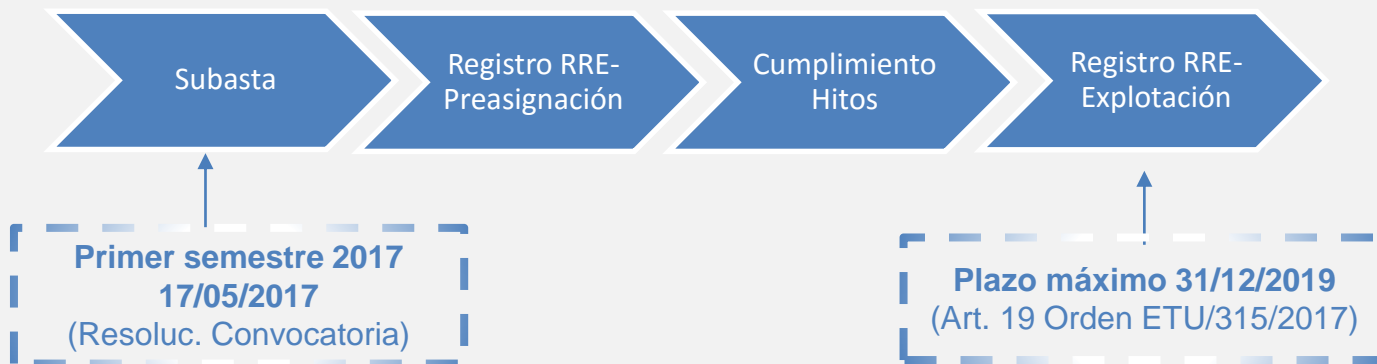 Subasta
Registro RRE-
Preasignación
Cumplimiento
Hitos
Registro RRE-
Explotación
Primer semestre 2017
17/05/2017
(Resoluc. Convocatoria)
Plazo máximo 31/12/2019
(Art. 19 Orden ETU/315/2017)